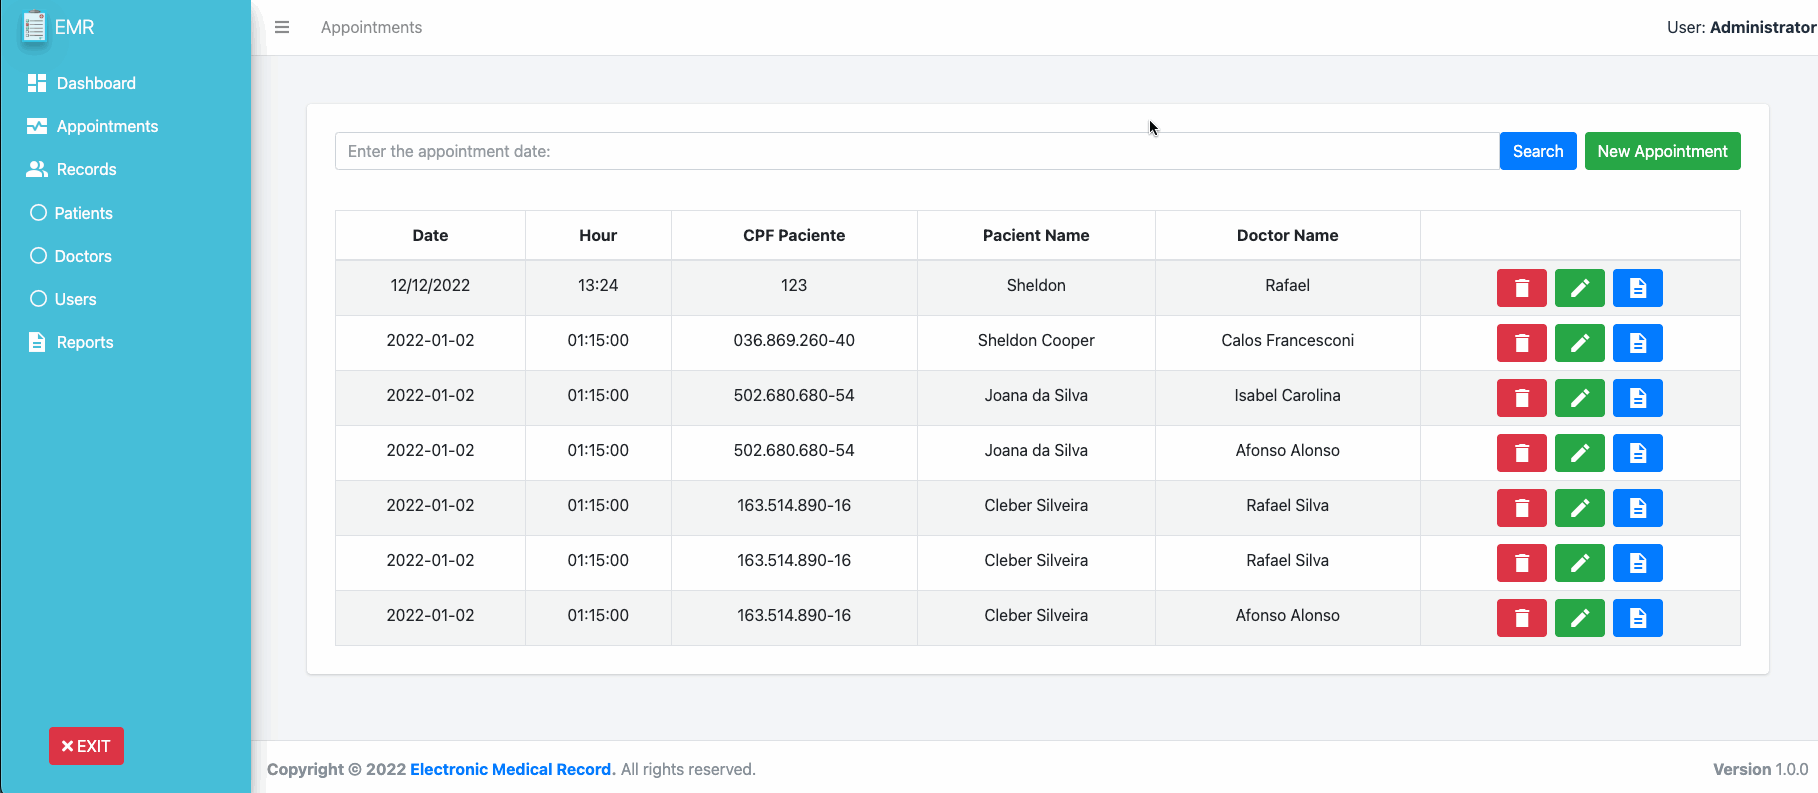 EMR
Appointments
User: Administrator
Dashboard
Appointments
Records
Patients
Doctors
Users
Reports
EXIT
Enter the appointment date:
Search
New Appointment
Date Hour CPF Paciente Pacient Name Doctor Name
12/12/2022 13:24 123 Sheldon Rafael
2022-01-02 01:15:00 036.869.260-40 Sheldon Cooper Calos Francesconi
2022-01-02 01:15:00 502.680.680-54 Joana da Silva Isabel Carolina
2022-01-02 01:15:00 502.680.680-54 Joana da Silva Afonso Alonso
2022-01-02 01:15:00 163.514.890-16 Cleber Silveira Rafael Silva
2022-01-02 01:15:00 163.514.890-16 Cleber Silveira Rafael Silva
2022-01-02 01:15:00 163.514.890-16 Cleber Silveira Afonso Alonso
Copyright © 2022 Electronic Medical Record. All rights reserved.
Version 1.0.0